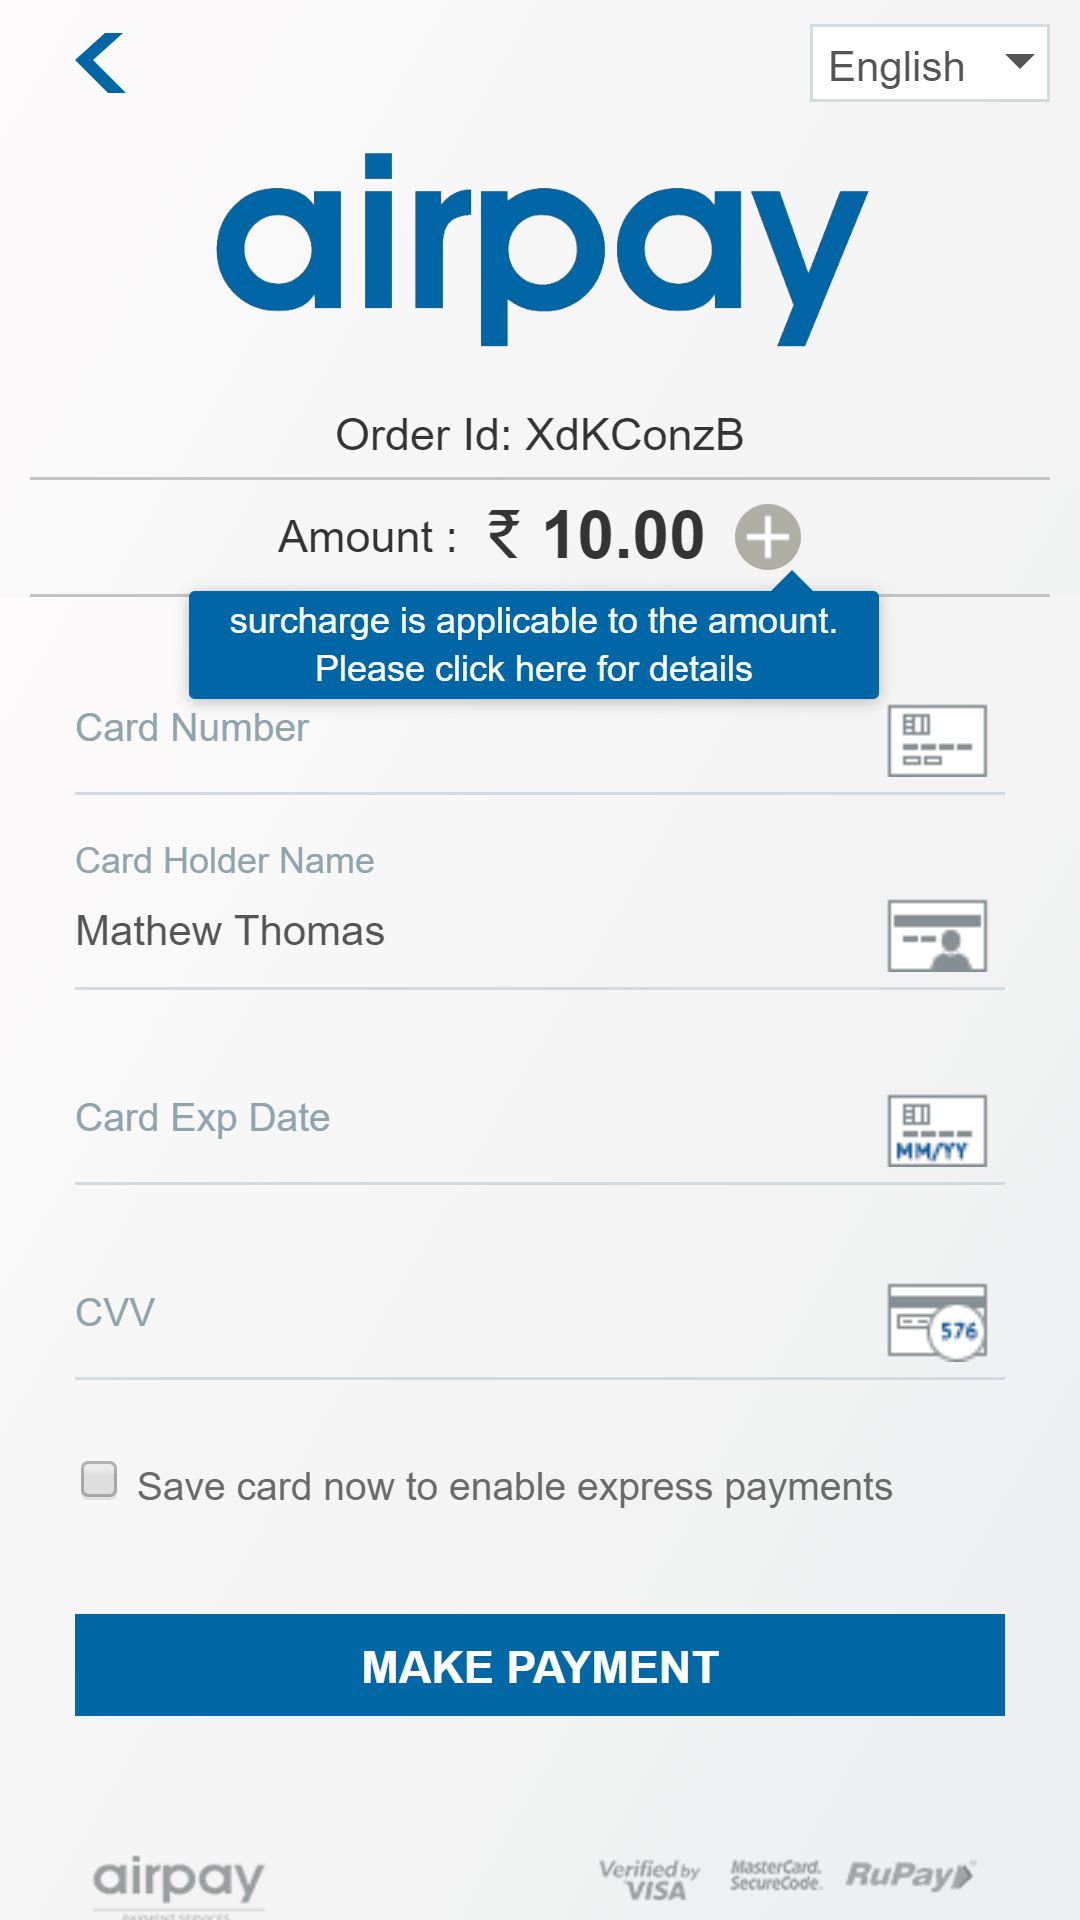 English
airpay
Order Id: XdKConzB
Amount : ₹ 10.00
surcharge is applicable to the amount.
Please click here for details
Card Number
Card Holder Name
Mathew Thomas
Card Exp Date
MM/YY
CVV
576
Save card now to enable express payments
MAKE PAYMENT
airpay
PAYMENT SERVICES
Verified by
VISA
MasterCard.
SecureCode.
RuPay